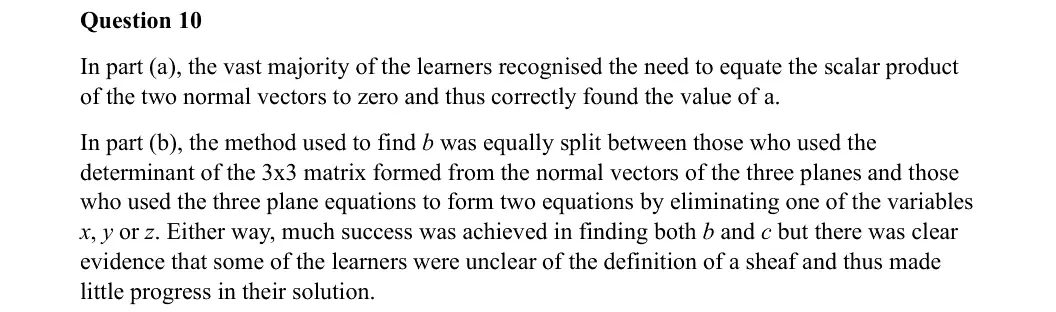 Question 10
In part (a), the vast majority of the learners recognised the need to equate the scalar product
of the two normal vectors to zero and thus correctly found the value of a.
In part (b), the method used to find b was equally split between those who used the
determinant of the 3x3 matrix formed from the normal vectors of the three planes and those
who used the three plane equations to form two equations by eliminating one of the variables
x, y or z. Either way, much success was achieved in finding both b and c but there was clear
evidence that some of the learners were unclear of the definition of a sheaf and thus made
little progress in their solution.